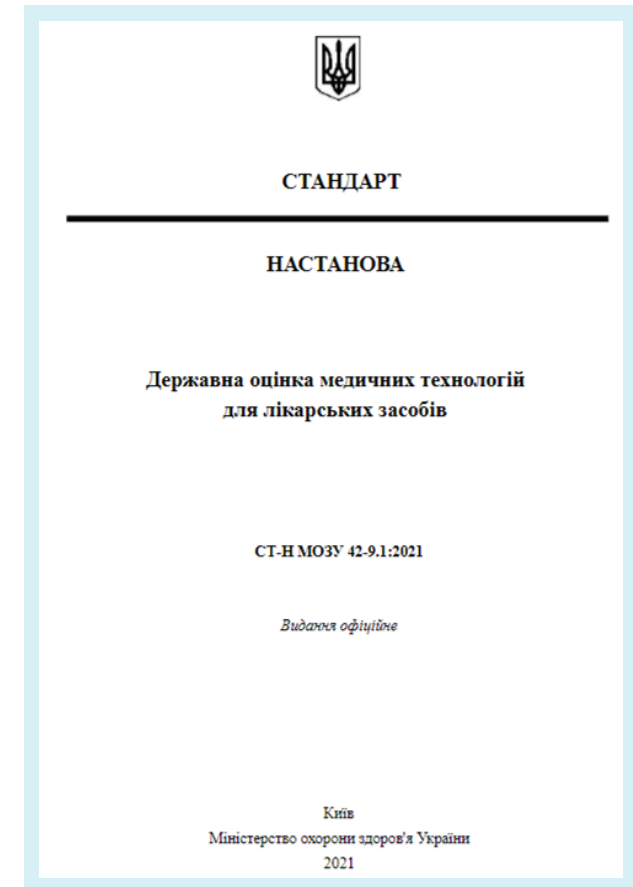 СТАНДАРТ
НАСТАНОВА
Державна оцінка медичних технологій
для лікарських засобів
СТ-Н МОЗУ 42-9.1:2021
Видання офіційне
Київ
Міністерство охорони здоров'я України
2021